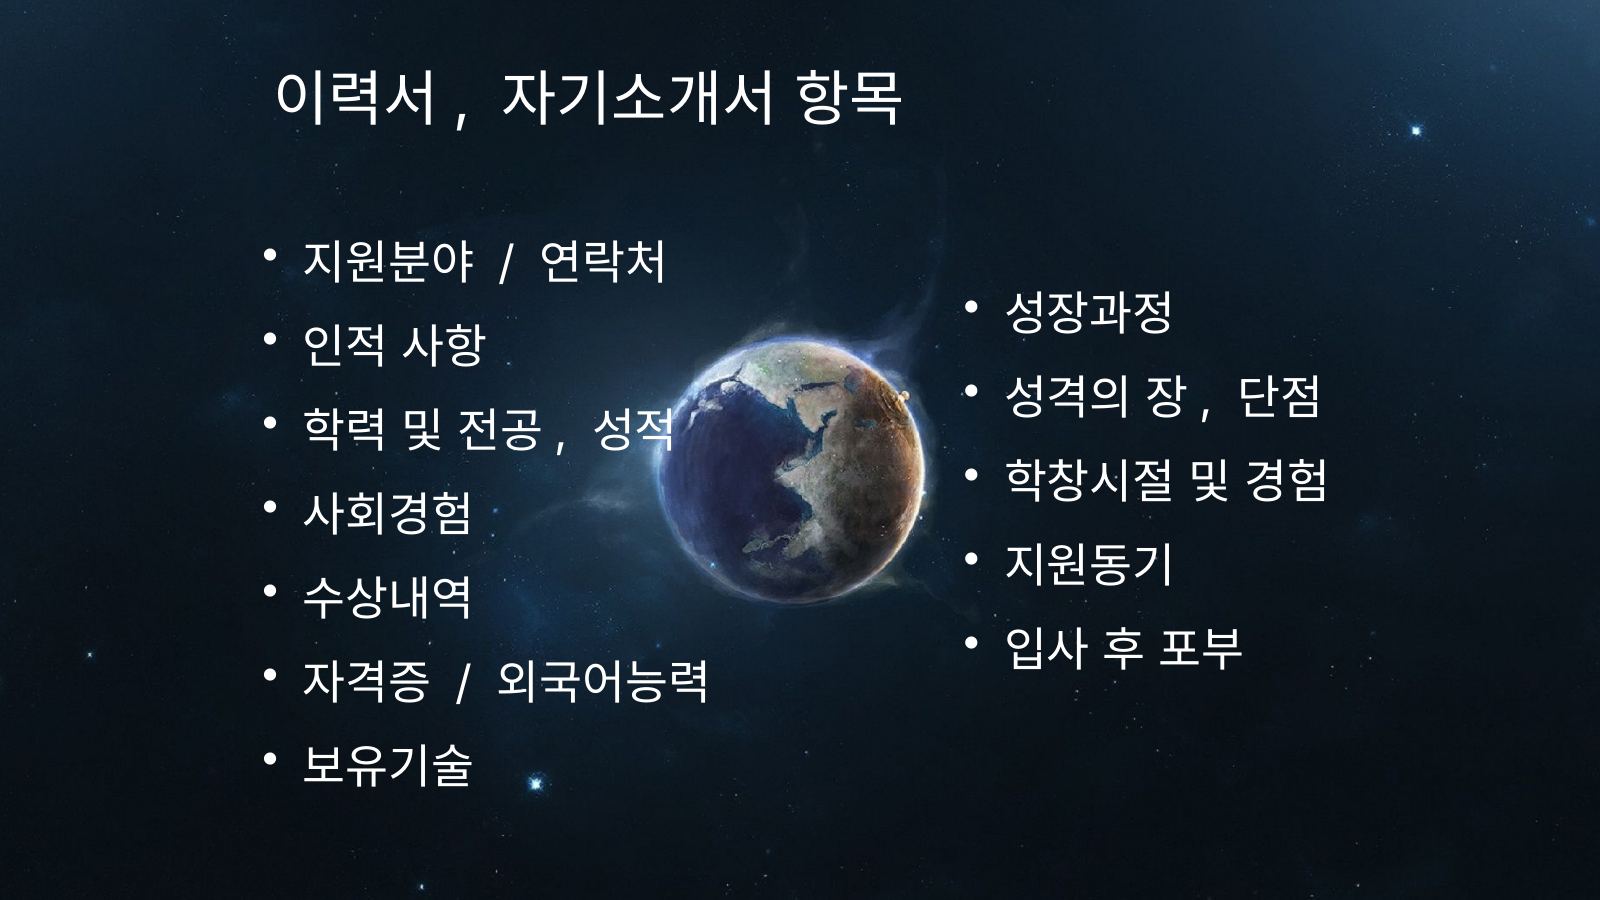 이력서 , 자기소개서 항목
• 지원분야 / 연락처
• 인적 사항
• 학력 및 전공 , 성적
• 사회경험
• 수상내역
• 자격증 / 외국어능력
• 보유기술
• 성장과정
• 성격의 장 , 단점
• 학창시절 및 경험
• 지원동기
• 입사 후 포부